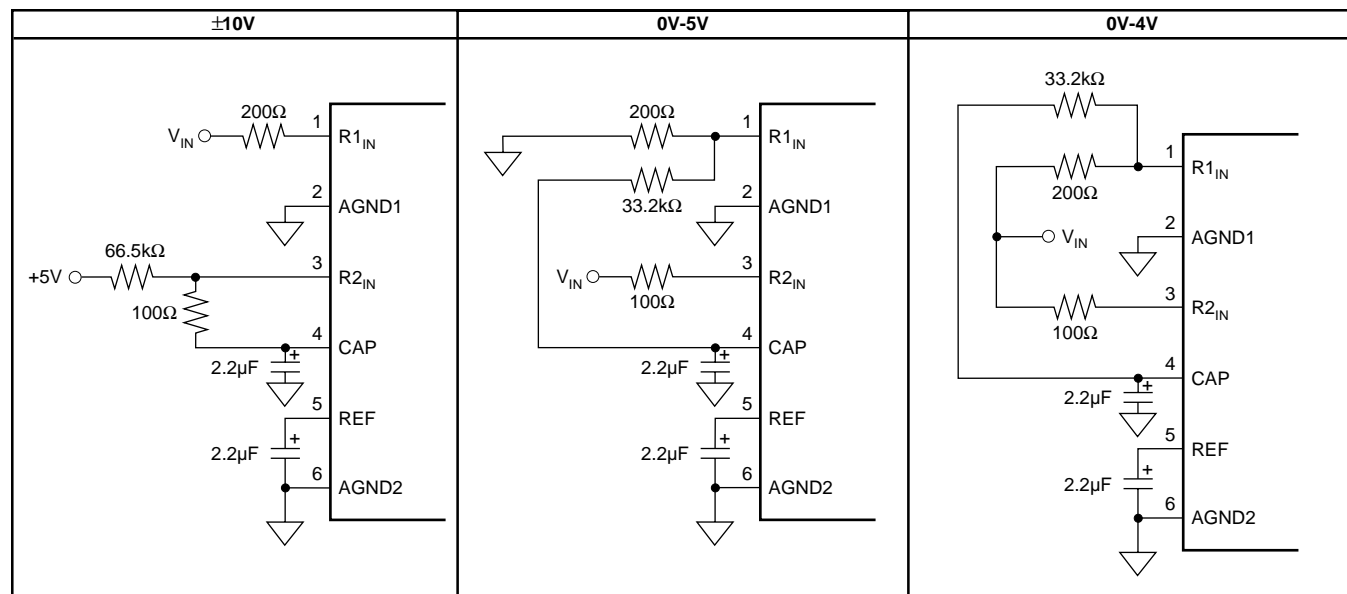 ±10V
200Ω
V_IN
1
R1_IN
2
AGND1
66.5kΩ
+5V
3
R2_IN
100Ω
4
CAP
2.2µF
+
5
REF
+
2.2µF
6
AGND2
0V-5V
200Ω
1
R1_IN
33.2kΩ
2
AGND1
V_IN
3
R2_IN
100Ω
4
CAP
2.2µF
+
5
REF
+
2.2µF
6
AGND2
0V-4V
33.2kΩ
1
R1_IN
200Ω
V_IN
2
AGND1
3
R2_IN
100Ω
4
CAP
2.2µF
+
5
REF
+
2.2µF
6
AGND2